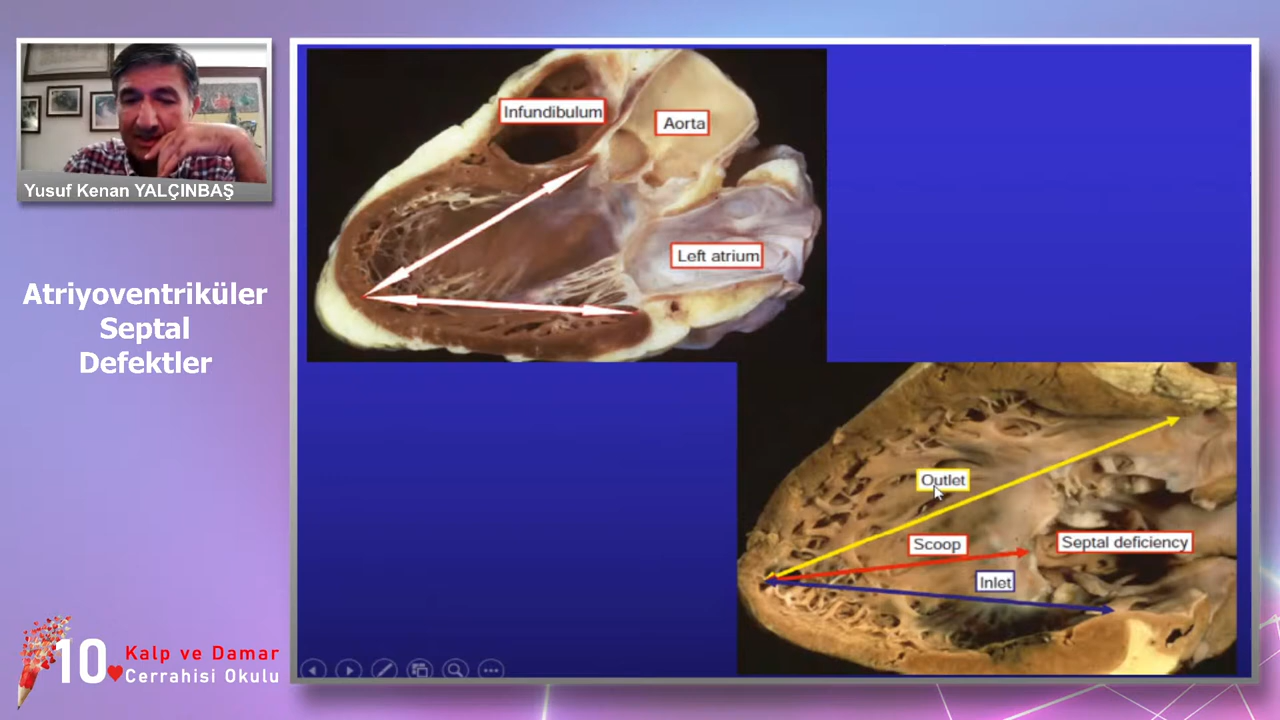 Yusuf Kenan YALÇINBAŞ
Atriyoventriküler
Septal
Defektler
10
Kalp ve Damar
Cerrahisi Okulu
Infundibulum
Aorta
Left atrium
Outlet
Scoop
Septal deficiency
Inlet